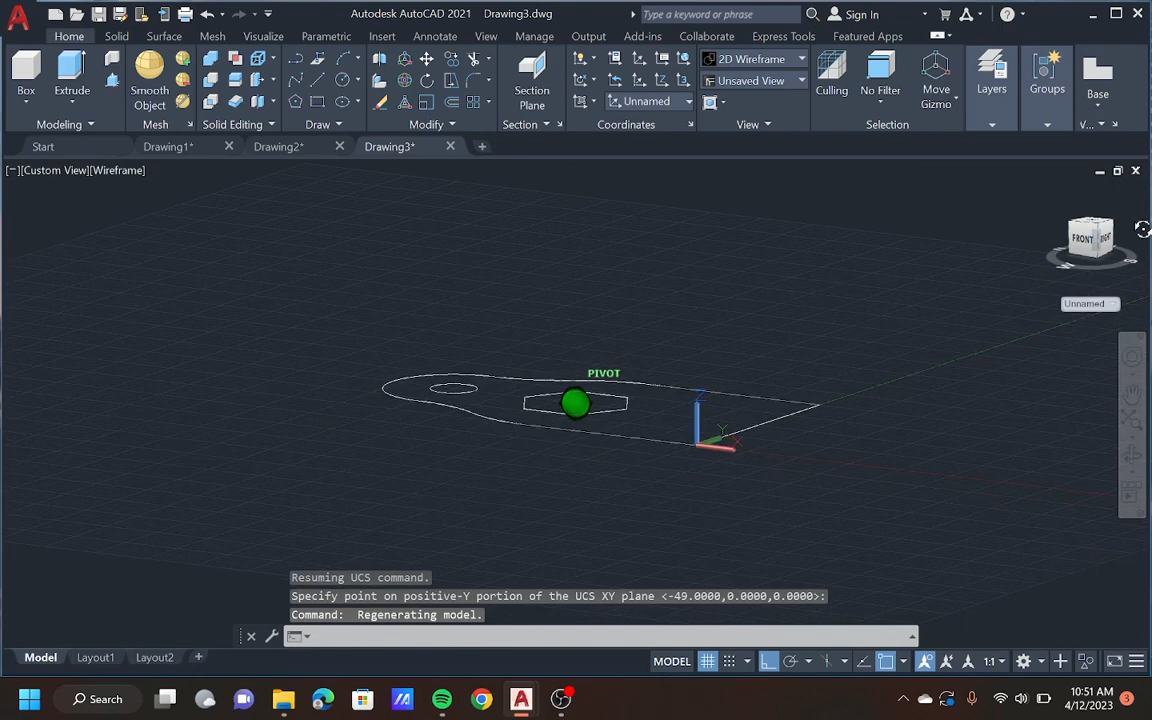 Autodesk AutoCAD 2021 Drawing3.dwg
Type a keyword or phrase
Sign In
Home Solid Surface Mesh Visualize Parametric Insert Annotate View Manage Output Add-ins Collaborate Express Tools Featured Apps
2D Wireframe
Unsaved View
Unnamed
Box Extrude Smooth Object Section Plane Culling No Filter Move Gizmo Layers Groups Base
Modeling Mesh Solid Editing Draw Modify Section Coordinates View Selection V...
Start Drawing1* Drawing2* Drawing3*
[−][Custom View][Wireframe]
FRONT RIGHT
W S
Unnamed
PIVOT
Z
Y
X
Resuming UCS command.
Specify point on positive-Y portion of the UCS XY plane <-49.0000,0.0000,0.0000>:
Command:  Regenerating model.
Model Layout1 Layout2
MODEL 1:1
Search
10:51 AM
4/12/2023
3